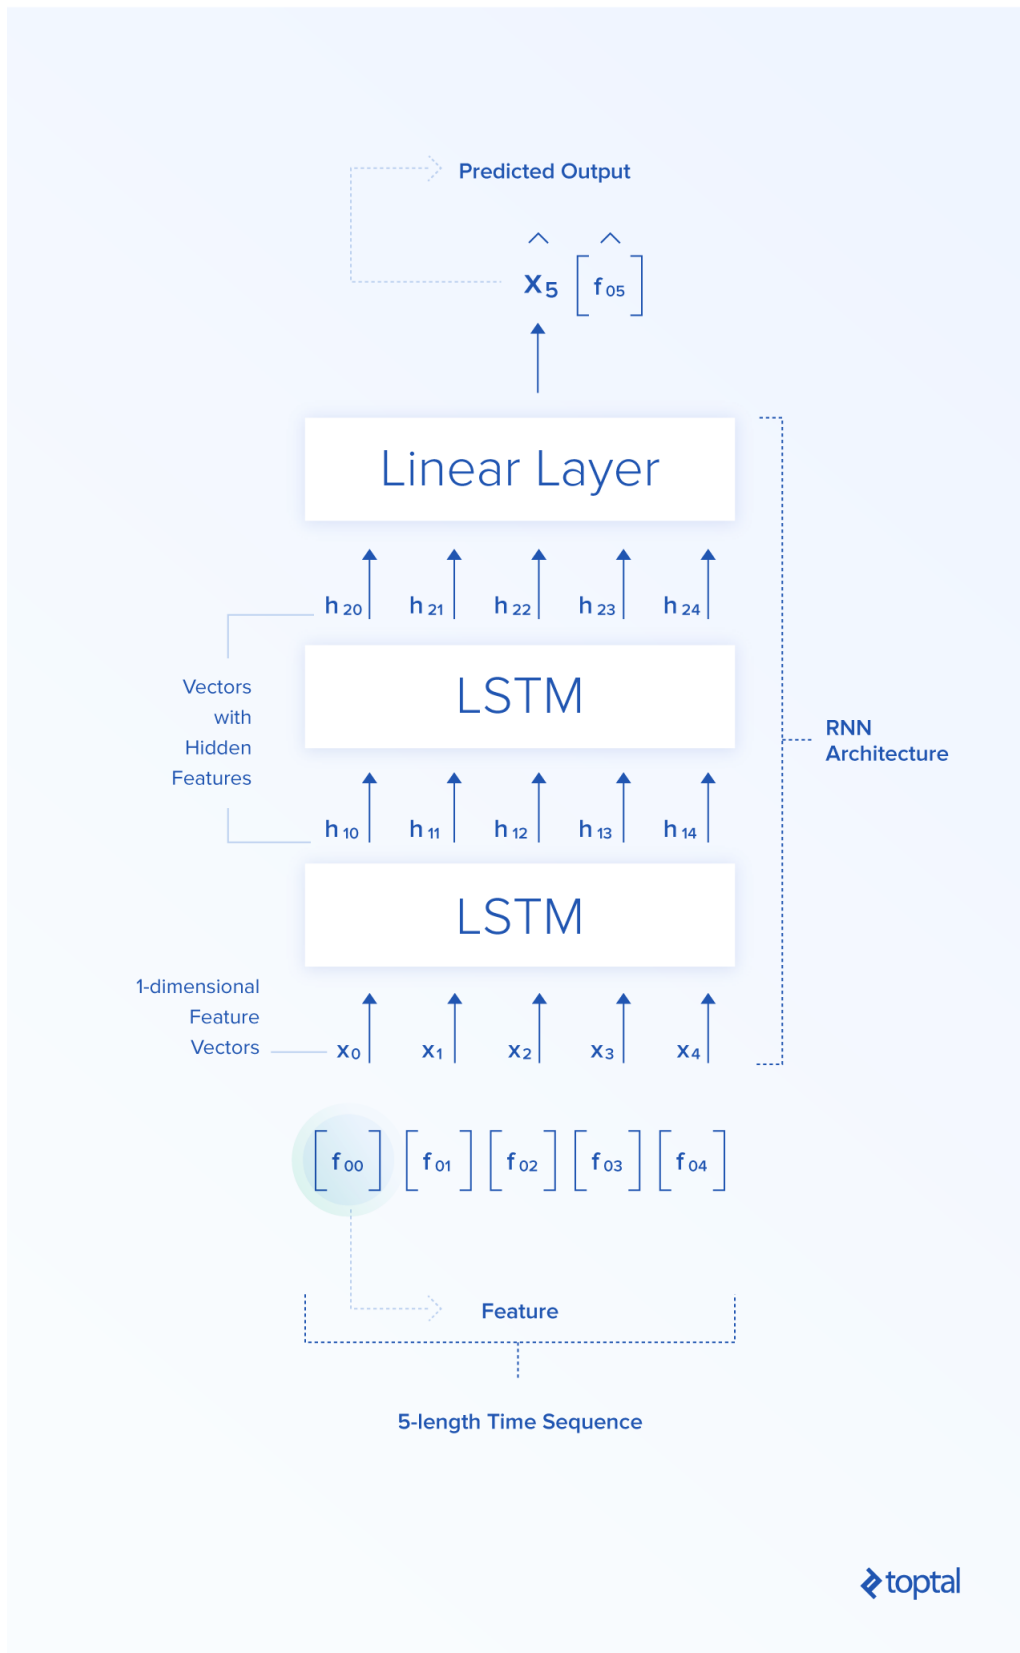 Predicted Output
^ ^
x5 [f05]
Linear Layer
h20 h21 h22 h23 h24
LSTM
Vectors
with
Hidden
Features
RNN
Architecture
h10 h11 h12 h13 h14
LSTM
1-dimensional
Feature
Vectors
x0 x1 x2 x3 x4
[f00] [f01] [f02] [f03] [f04]
Feature
5-length Time Sequence
toptal